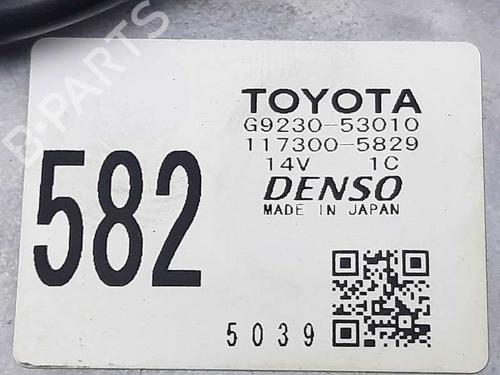 B-PARTS
TOYOTA
G9230-53010
117300-5829
14V 1C
DENSO
MADE IN JAPAN
582
5039